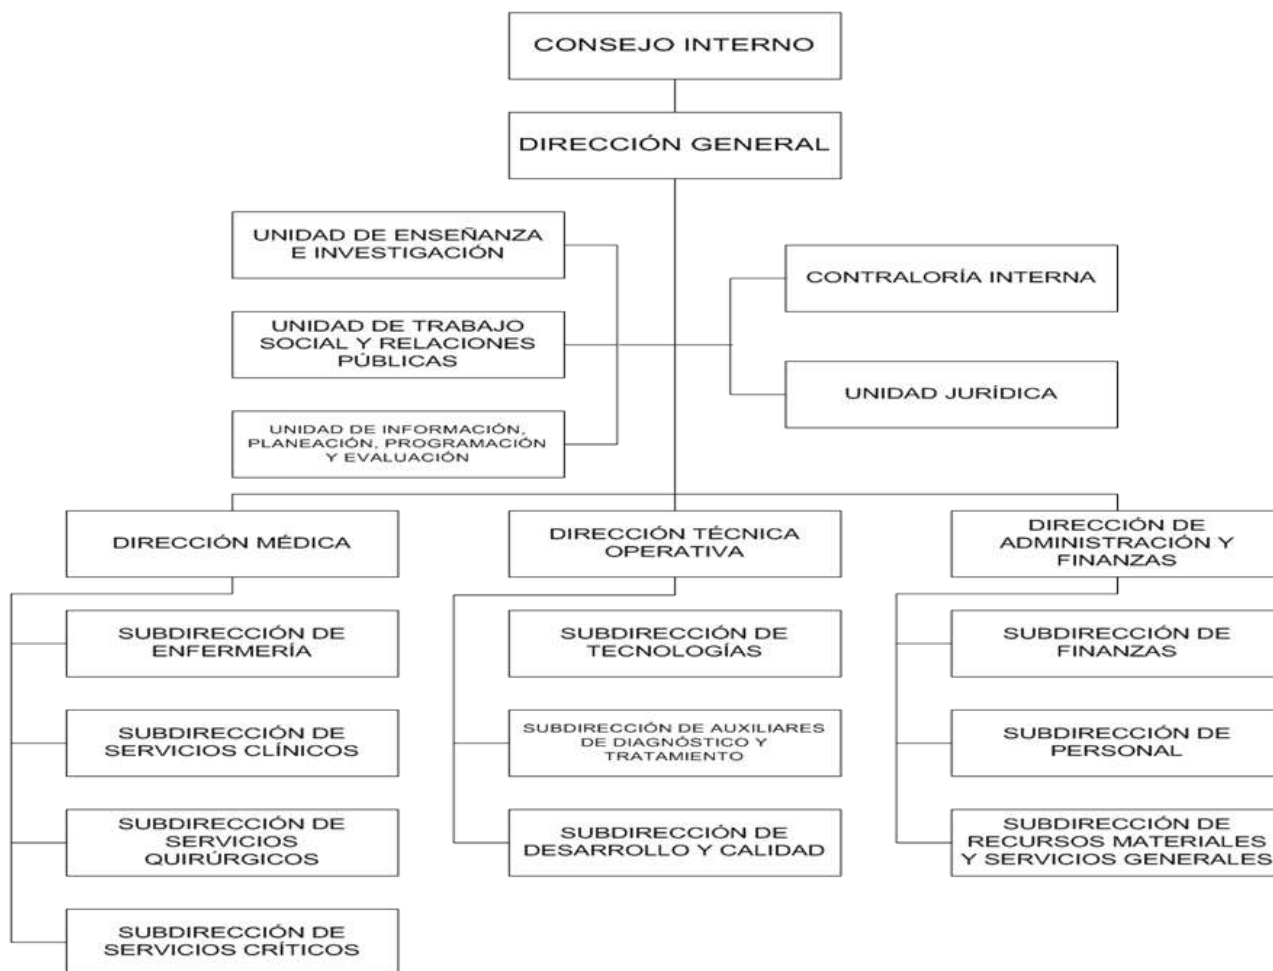 CONSEJO INTERNO
DIRECCIÓN GENERAL
UNIDAD DE ENSEÑANZA
E INVESTIGACIÓN
CONTRALORÍA INTERNA
UNIDAD DE TRABAJO
SOCIAL Y RELACIONES
PÚBLICAS
UNIDAD JURÍDICA
UNIDAD DE INFORMACIÓN,
PLANEACIÓN, PROGRAMACIÓN
Y EVALUACIÓN
DIRECCIÓN MÉDICA
DIRECCIÓN TÉCNICA
OPERATIVA
DIRECCIÓN DE
ADMINISTRACIÓN Y
FINANZAS
SUBDIRECCIÓN DE
ENFERMERÍA
SUBDIRECCIÓN DE
TECNOLOGÍAS
SUBDIRECCIÓN DE
FINANZAS
SUBDIRECCIÓN DE
SERVICIOS CLÍNICOS
SUBDIRECCIÓN DE AUXILIARES
DE DIAGNÓSTICO Y
TRATAMIENTO
SUBDIRECCIÓN DE
PERSONAL
SUBDIRECCIÓN DE
SERVICIOS
QUIRÚRGICOS
SUBDIRECCIÓN DE
DESARROLLO Y CALIDAD
SUBDIRECCIÓN DE
RECURSOS MATERIALES
Y SERVICIOS GENERALES
SUBDIRECCIÓN DE
SERVICIOS CRÍTICOS